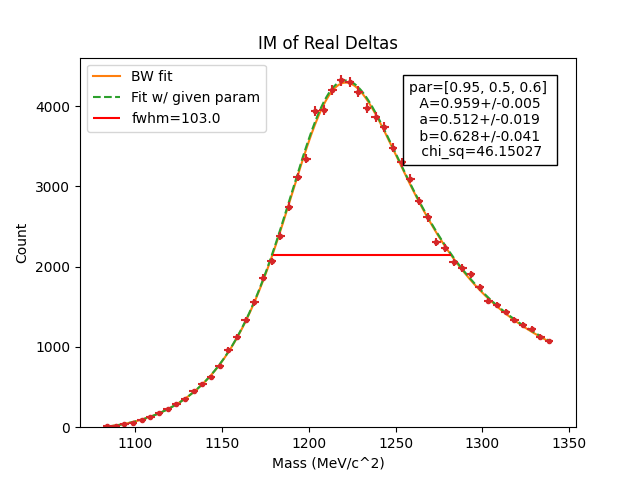 IM of Real Deltas
BW fit
Fit w/ given param
fwhm=103.0
par=[0.95, 0.5, 0.6]
A=0.959+/-0.005
a=0.512+/-0.019
b=0.628+/-0.041
chi_sq=46.15027
Count
4000
3000
2000
1000
0
1100
1150
1200
1250
1300
1350
Mass (MeV/c^2)